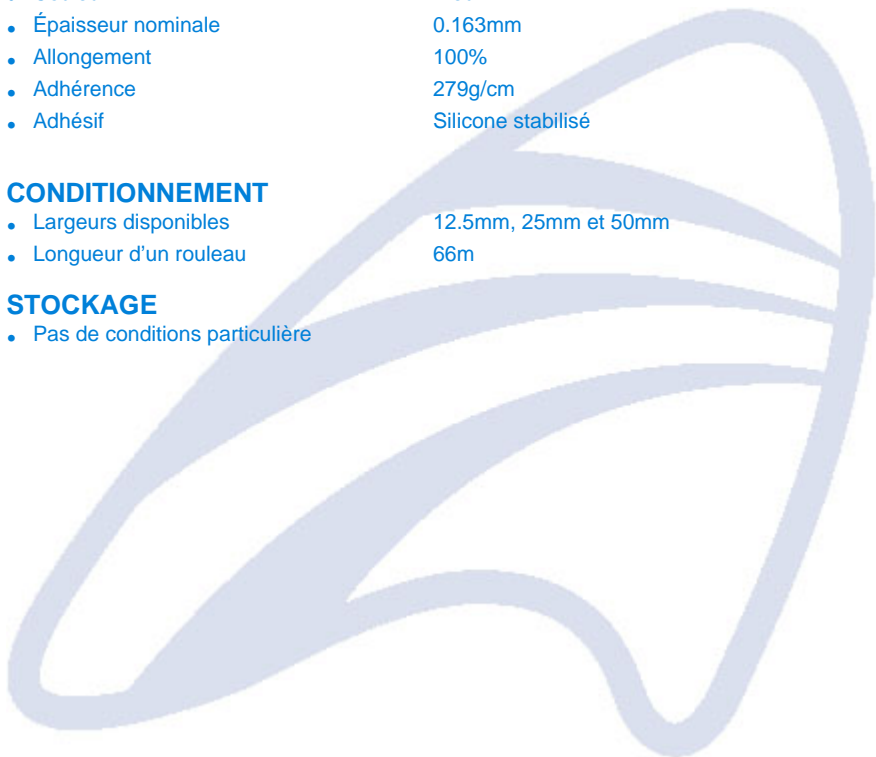 Épaisseur nominale 0.163mm
Allongement 100%
Adhérence 279g/cm
Adhésif Silicone stabilisé
CONDITIONNEMENT
Largeurs disponibles 12.5mm, 25mm et 50mm
Longueur d'un rouleau 66m
STOCKAGE
Pas de conditions particulière